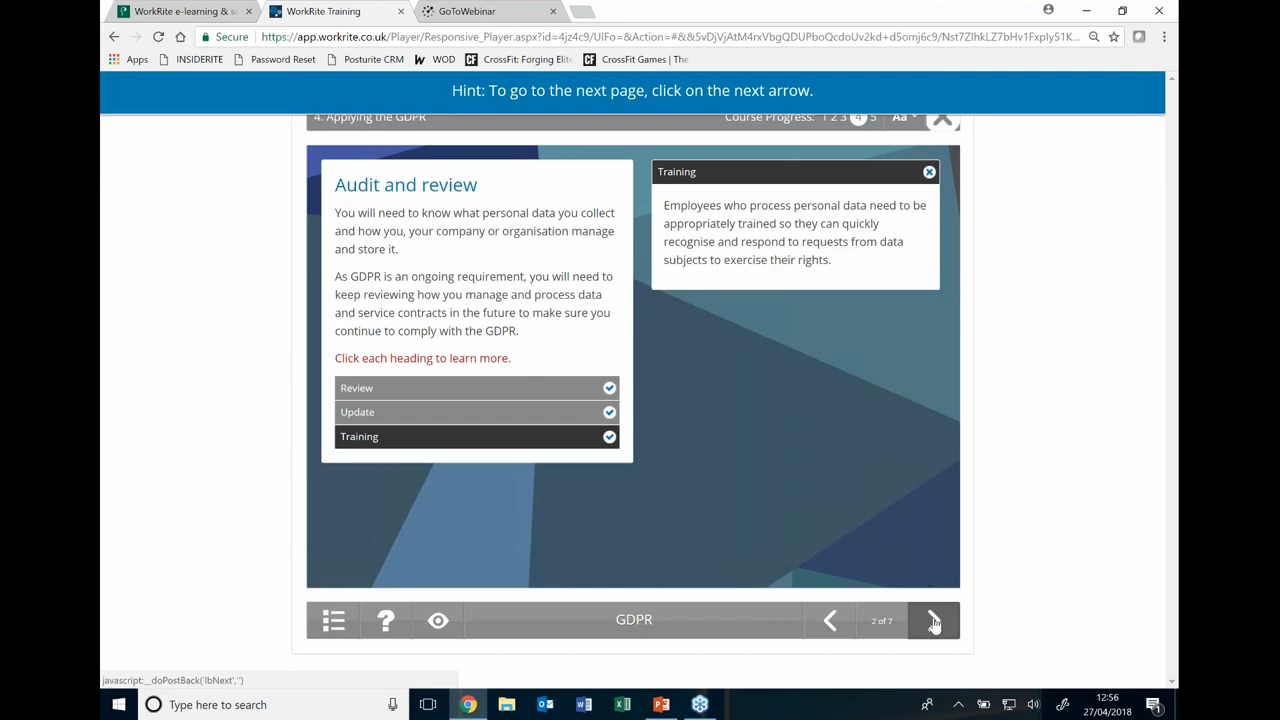 WorkRite e-learning & s
WorkRite Training
GoToWebinar
Secure
https://app.workrite.co.uk/Player/Responsive_Player.aspx?id=4jz4c9/UIFo=&Action=#&&5vDjVjAtM4rxVbgQDUPboQcdoUv2kd+d5omj6c9/Nst7ZIhkLZ7bHv1FxpIy51K...
Apps
INSIDERITE
Password Reset
Posturite CRM
WOD
CrossFit: Forging Elite
CrossFit Games | The
Hint: To go to the next page, click on the next arrow.
4. Applying the GDPR
Course Progress: 1 2 3 4 5
Aa
Audit and review
You will need to know what personal data you collect
and how you, your company or organisation manage
and store it.
As GDPR is an ongoing requirement, you will need to
keep reviewing how you manage and process data
and service contracts in the future to make sure you
continue to comply with the GDPR.
Click each heading to learn more.
Review
Update
Training
Training
Employees who process personal data need to be
appropriately trained so they can quickly
recognise and respond to requests from data
subjects to exercise their rights.
GDPR
2 of 7
javascript:__doPostBack('lbNext','')
Type here to search
12:56
27/04/2018